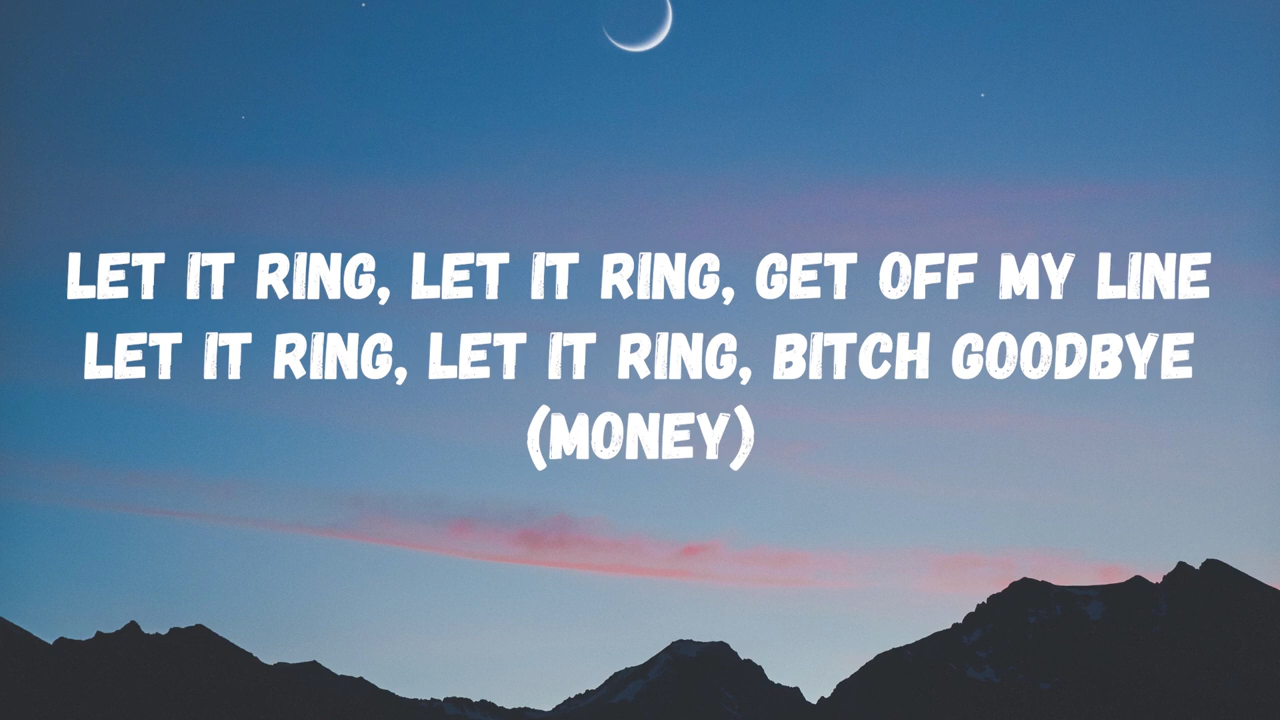 LET IT RING, LET IT RING, GET OFF MY LINE
LET IT RING, LET IT RING, BITCH GOODBYE
(MONEY)